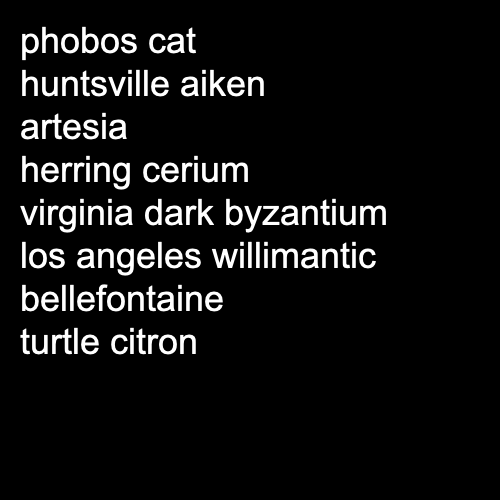 phobos cat
huntsville aiken
artesia
herring cerium
virginia dark byzantium
los angeles willimantic
bellefontaine
turtle citron